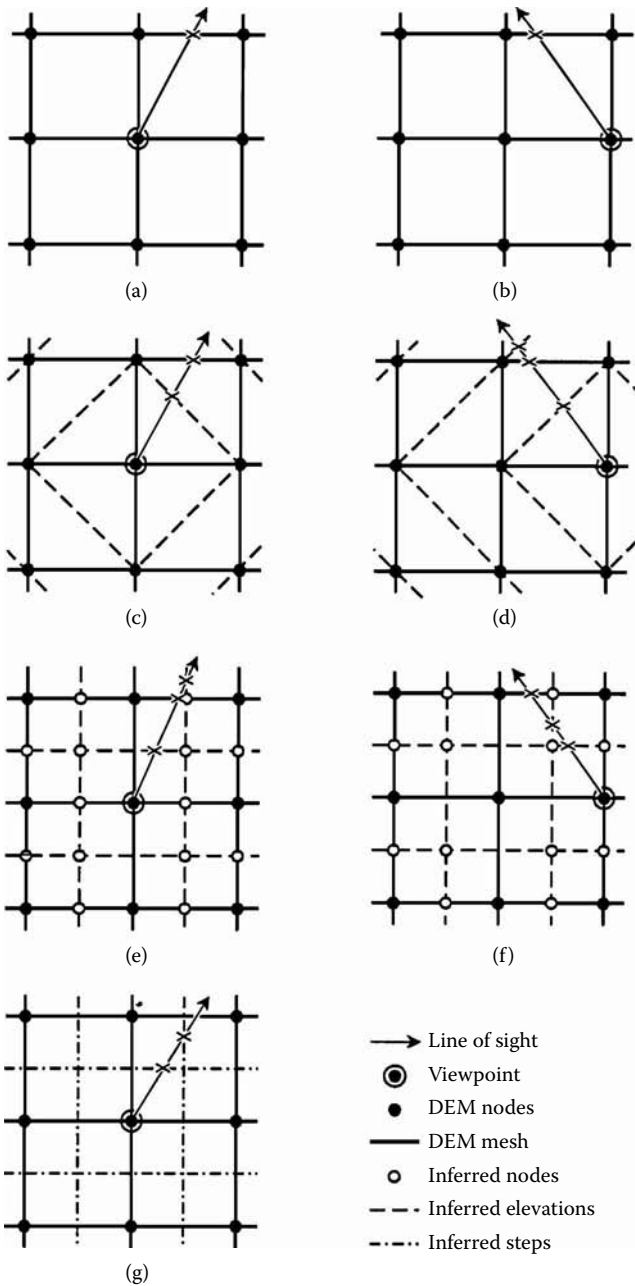 (a)
(b)
(c)
(d)
(e)
(f)
Line of sight
Viewpoint
DEM nodes
DEM mesh
Inferred nodes
Inferred elevations
Inferred steps
(g)